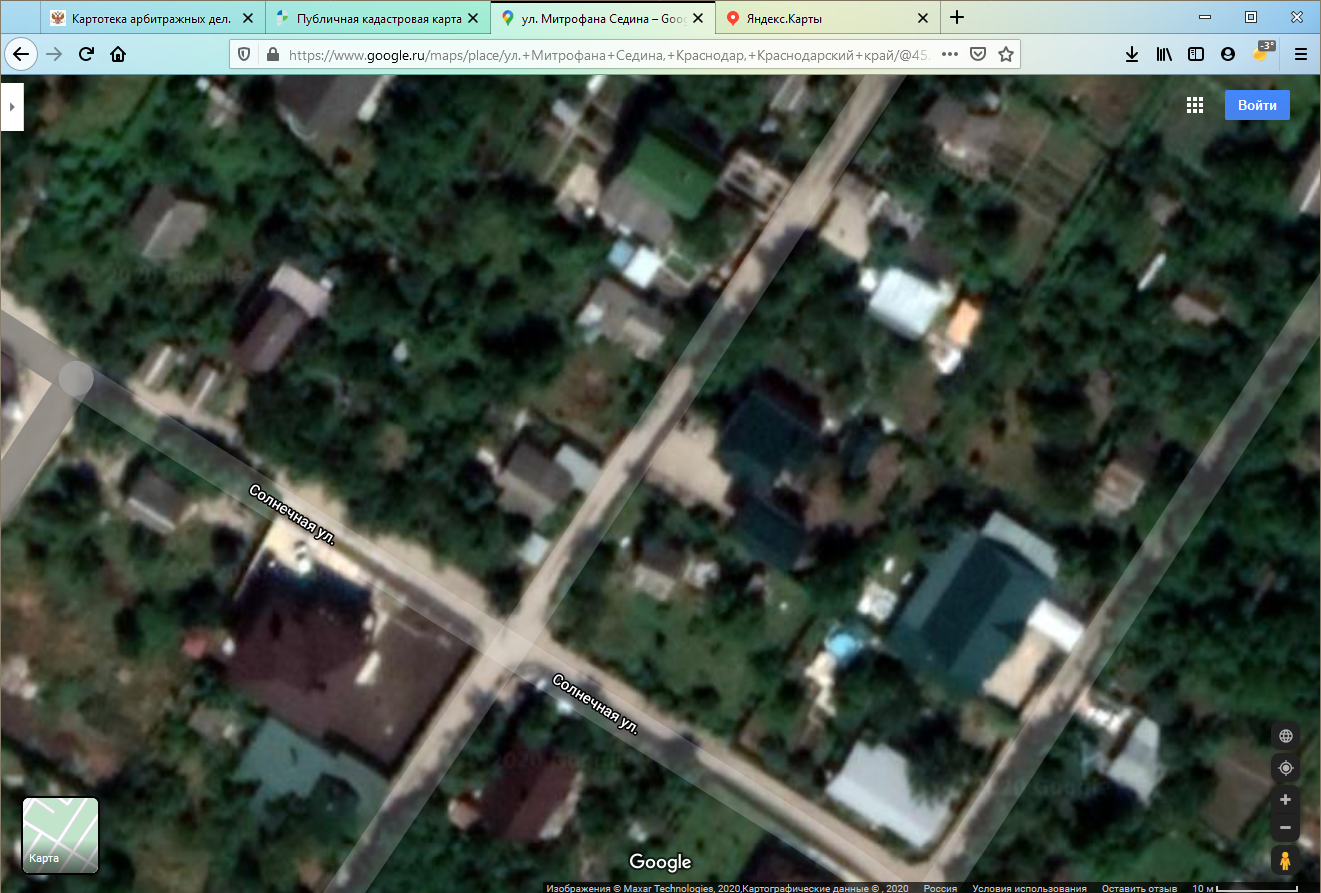 Картотека арбитражных дел.
Публичная кадастровая карта
ул. Митрофана Седина – Goo
Яндекс.Карты
https://www.google.ru/maps/place/ул.+Митрофана+Седина,+Краснодар,+Краснодарский+край/@45.
-3°
Войти
Солнечная ул.
Солнечная ул.
Карта
Google
Изображения © Maxar Technologies, 2020,Картографические данные © , 2020 Россия Условия использования Оставить отзыв 10 м